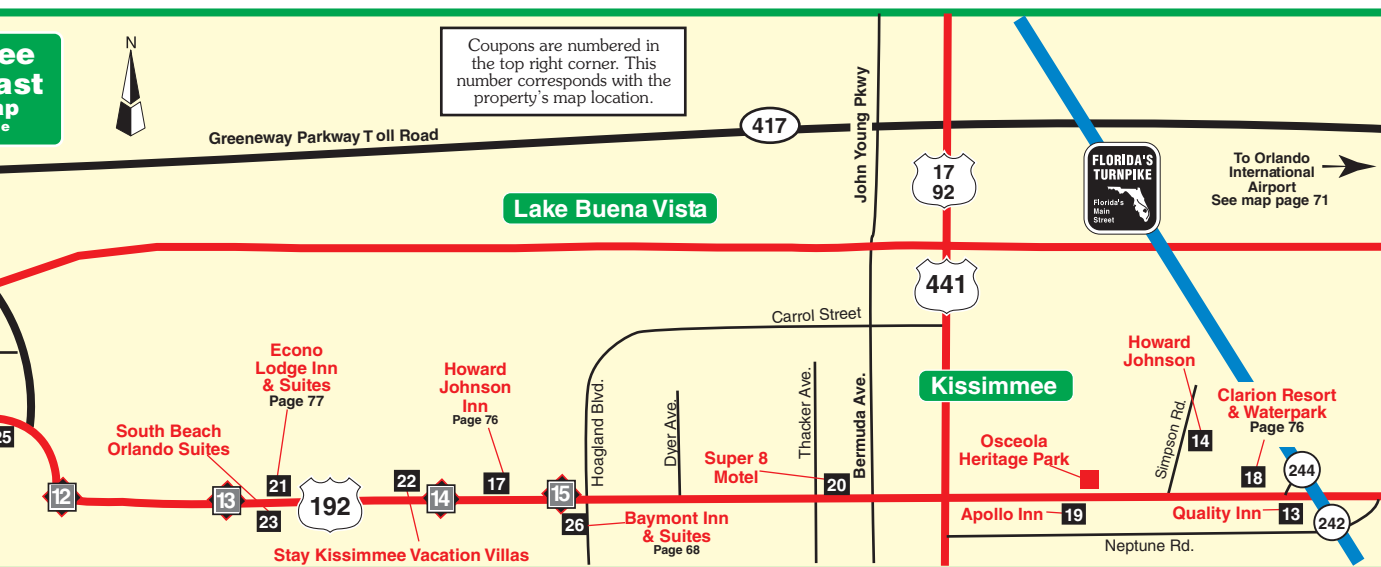 ee
ast
ap
e
N
Coupons are numbered in
the top right corner. This
number corresponds with the
property's map location.
Greeneway Parkway Toll Road
417
John Young Pkwy
17
92
FLORIDA'S
TURNPIKE
Florida's
Main
Street
To Orlando
International
Airport
See map page 71
Lake Buena Vista
441
Carrol Street
Econo
Lodge Inn
& Suites
Page 77
Howard
Johnson
Inn
Page 76
Hoagland Blvd.
Dyer Ave.
Thacker Ave.
Bermuda Ave.
Kissimmee
Howard
Johnson
14
Simpson Rd.
Clarion Resort
& Waterpark
Page 76
18
244
South Beach
Orlando Suites
Super 8
Motel
20
Osceola
Heritage Park
25
12
13
21
23
192
22
14
17
15
26
Baymont Inn
& Suites
Page 68
Stay Kissimmee Vacation Villas
Apollo Inn
19
Quality Inn
13
242
Neptune Rd.